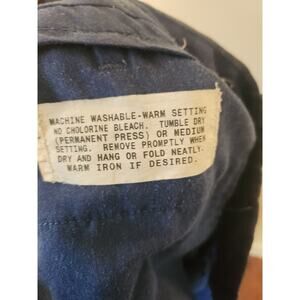 MACHINE WASHABLE-WARM SETTING
NO CHOLORINE BLEACH. TUMBLE DRY
(PERMANENT PRESS) OR MEDIUM
SETTING. REMOVE PROMPTLY WHEN
DRY AND HANG OR FOLD NEATLY.
WARM IRON IF DESIRED.